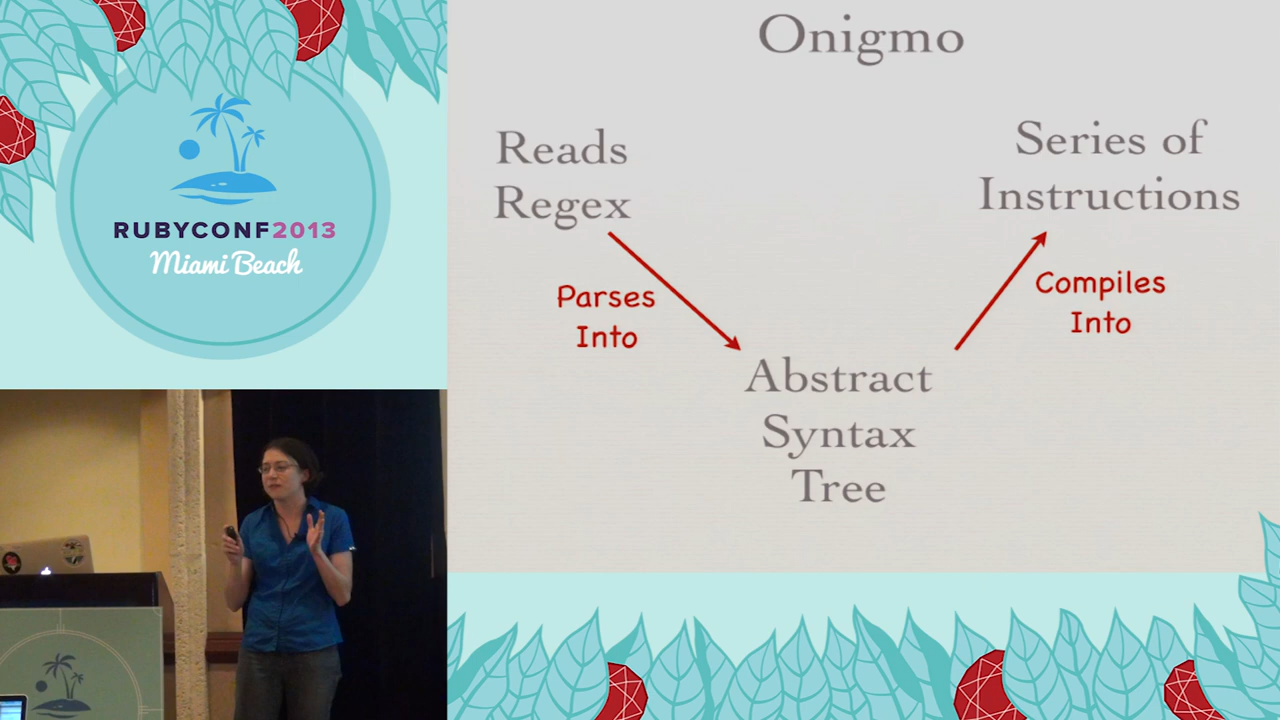 RUBYCONF2013
Miami Beach
Onigmo
Reads
Regex
Series of
Instructions
Parses
Into
Compiles
Into
Abstract
Syntax
Tree